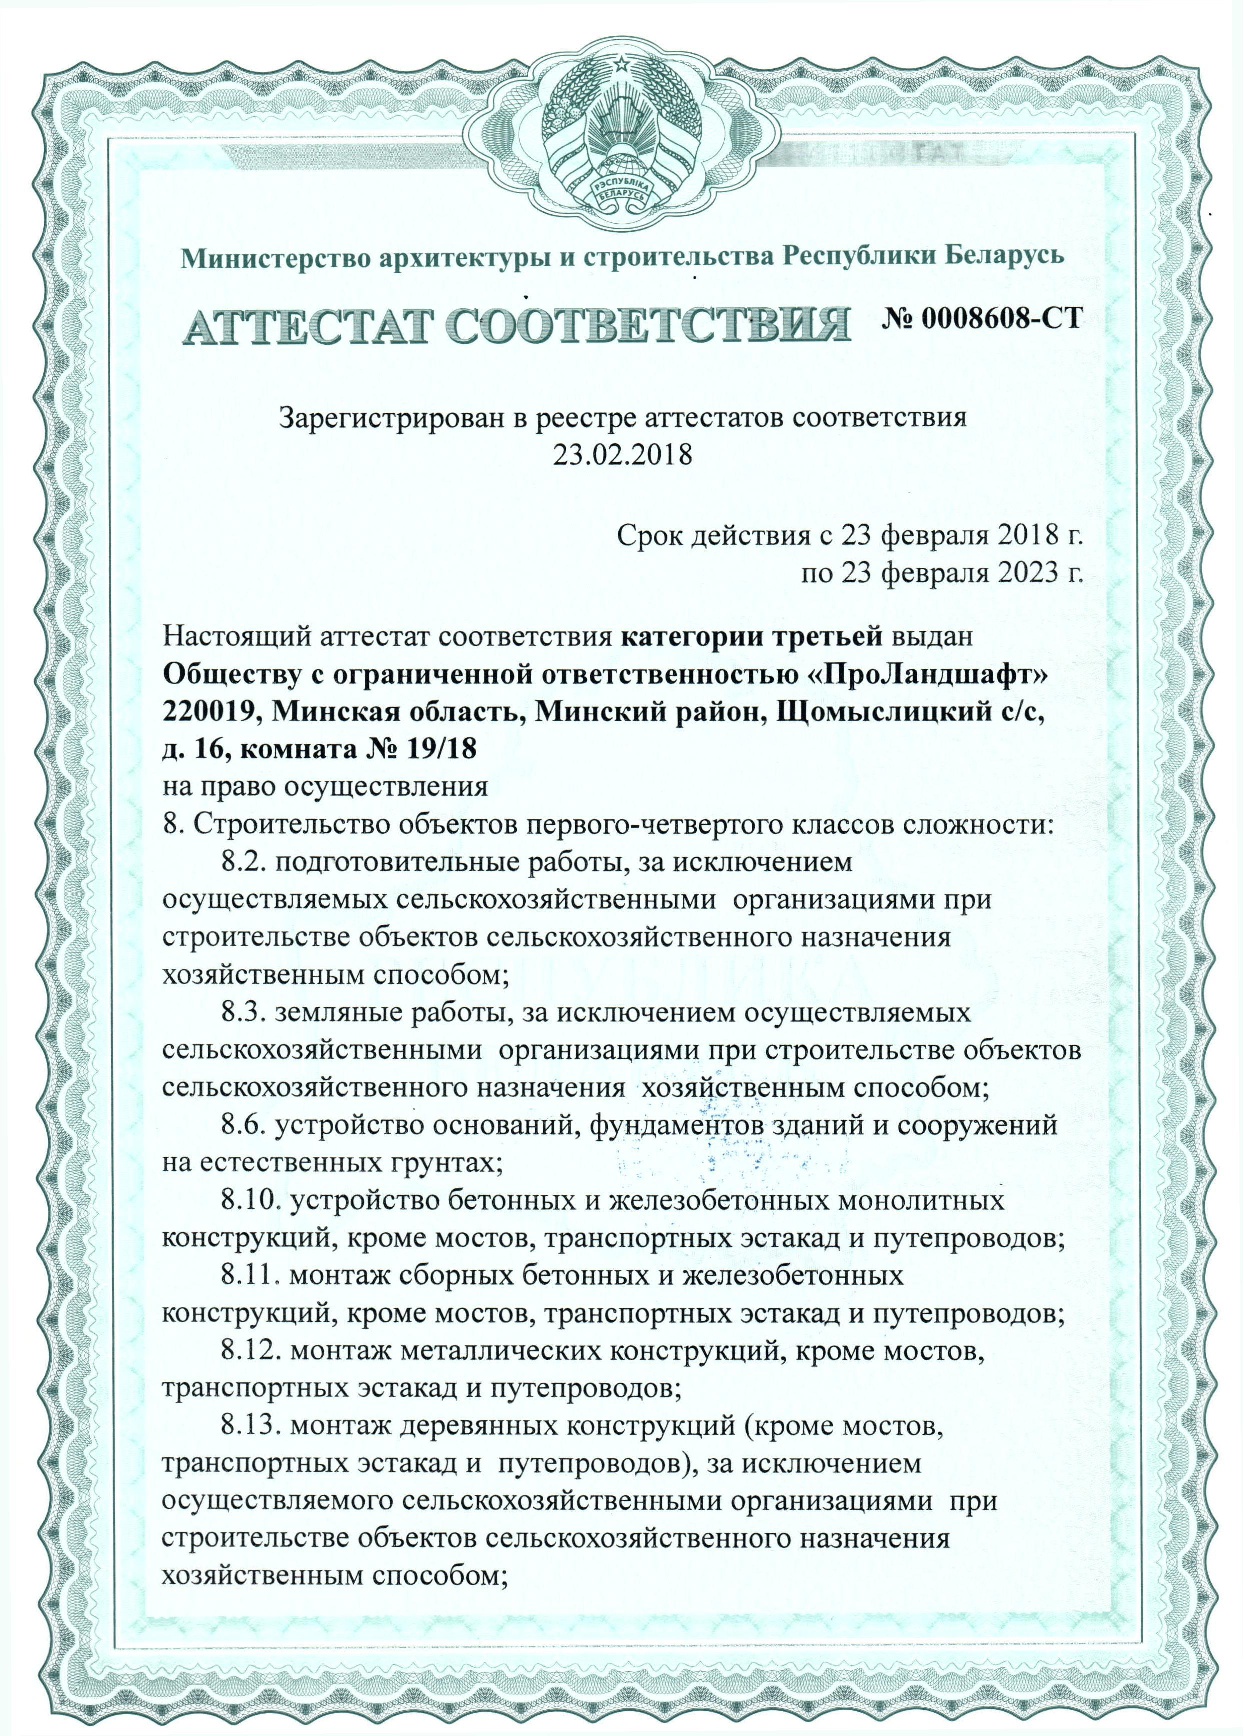 РЭСПУБЛІКА
БЕЛАРУСЬ
Министерство архитектуры и строительства Республики Беларусь
АТТЕСТАТ СООТВЕТСТВИЯ № 0008608-СТ
Зарегистрирован в реестре аттестатов соответствия
23.02.2018
Срок действия с 23 февраля 2018 г.
по 23 февраля 2023 г.
Настоящий аттестат соответствия категории третьей выдан
Обществу с ограниченной ответственностью «ПроЛандшафт»
220019, Минская область, Минский район, Щомыслицкий с/с,
д. 16, комната № 19/18
на право осуществления
8. Строительство объектов первого-четвертого классов сложности:
8.2. подготовительные работы, за исключением
осуществляемых сельскохозяйственными организациями при
строительстве объектов сельскохозяйственного назначения
хозяйственным способом;
8.3. земляные работы, за исключением осуществляемых
сельскохозяйственными организациями при строительстве объектов
сельскохозяйственного назначения хозяйственным способом;
8.6. устройство оснований, фундаментов зданий и сооружений
на естественных грунтах;
8.10. устройство бетонных и железобетонных монолитных
конструкций, кроме мостов, транспортных эстакад и путепроводов;
8.11. монтаж сборных бетонных и железобетонных
конструкций, кроме мостов, транспортных эстакад и путепроводов;
8.12. монтаж металлических конструкций, кроме мостов,
транспортных эстакад и путепроводов;
8.13. монтаж деревянных конструкций (кроме мостов,
транспортных эстакад и путепроводов), за исключением
осуществляемого сельскохозяйственными организациями при
строительстве объектов сельскохозяйственного назначения
хозяйственным способом;